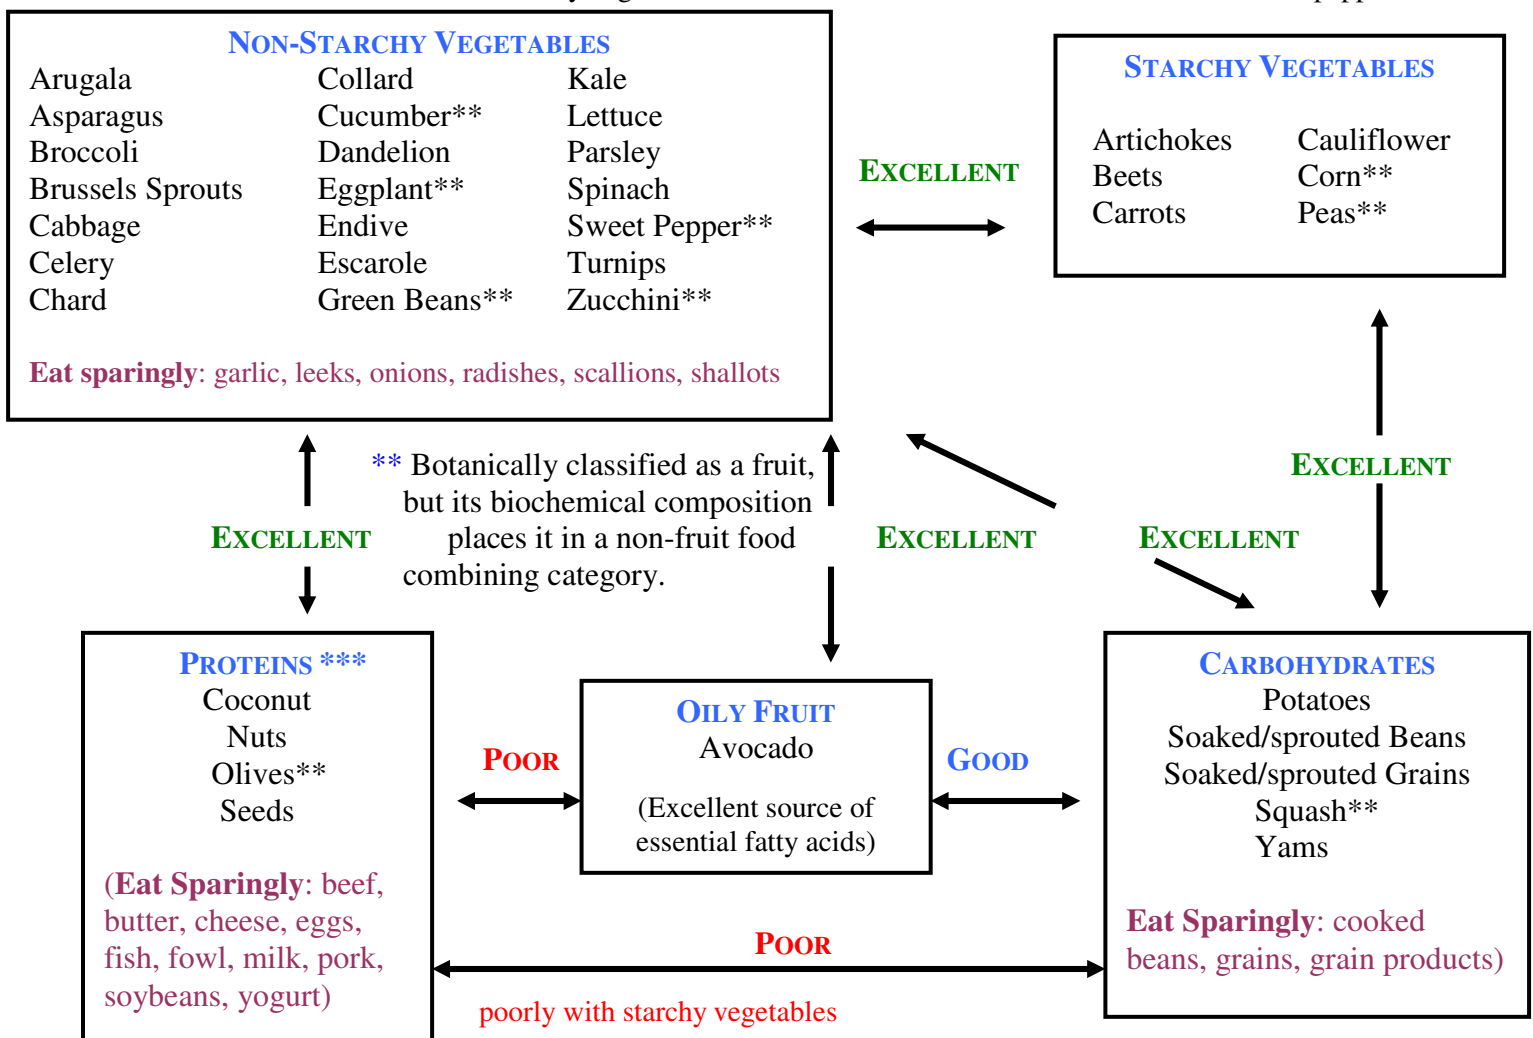 NON-STARCHY VEGETABLES
Arugala Collard Kale
Asparagus Cucumber** Lettuce
Broccoli Dandelion Parsley
Brussels Sprouts Eggplant** Spinach
Cabbage Endive Sweet Pepper**
Celery Escarole Turnips
Chard Green Beans** Zucchini**
Eat sparingly: garlic, leeks, onions, radishes, scallions, shallots
EXCELLENT
STARCHY VEGETABLES
Artichokes Cauliflower
Beets Corn**
Carrots Peas**
** Botanically classified as a fruit,
but its biochemical composition
places it in a non-fruit food
combining category.
EXCELLENT
EXCELLENT
EXCELLENT
EXCELLENT
PROTEINS ***
Coconut
Nuts
Olives**
Seeds
(Eat Sparingly: beef,
butter, cheese, eggs,
fish, fowl, milk, pork,
soybeans, yogurt)
POOR
OILY FRUIT
Avocado
(Excellent source of
essential fatty acids)
GOOD
CARBOHYDRATES
Potatoes
Soaked/sprouted Beans
Soaked/sprouted Grains
Squash**
Yams
Eat Sparingly: cooked
beans, grains, grain products)
POOR
poorly with starchy vegetables